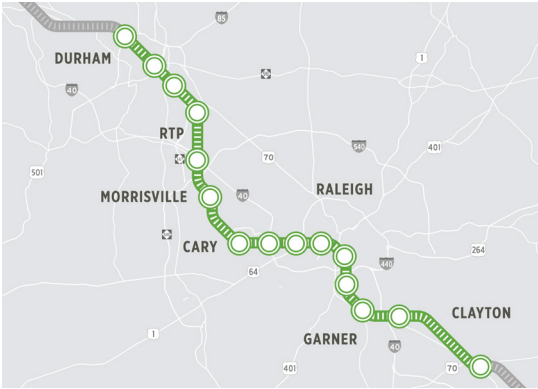 85
DURHAM
1
40
RTP
540
401
70
501
RALEIGH
MORRISVILLE
40
CARY
264
440
64
CLAYTON
1
GARNER
40
401
70